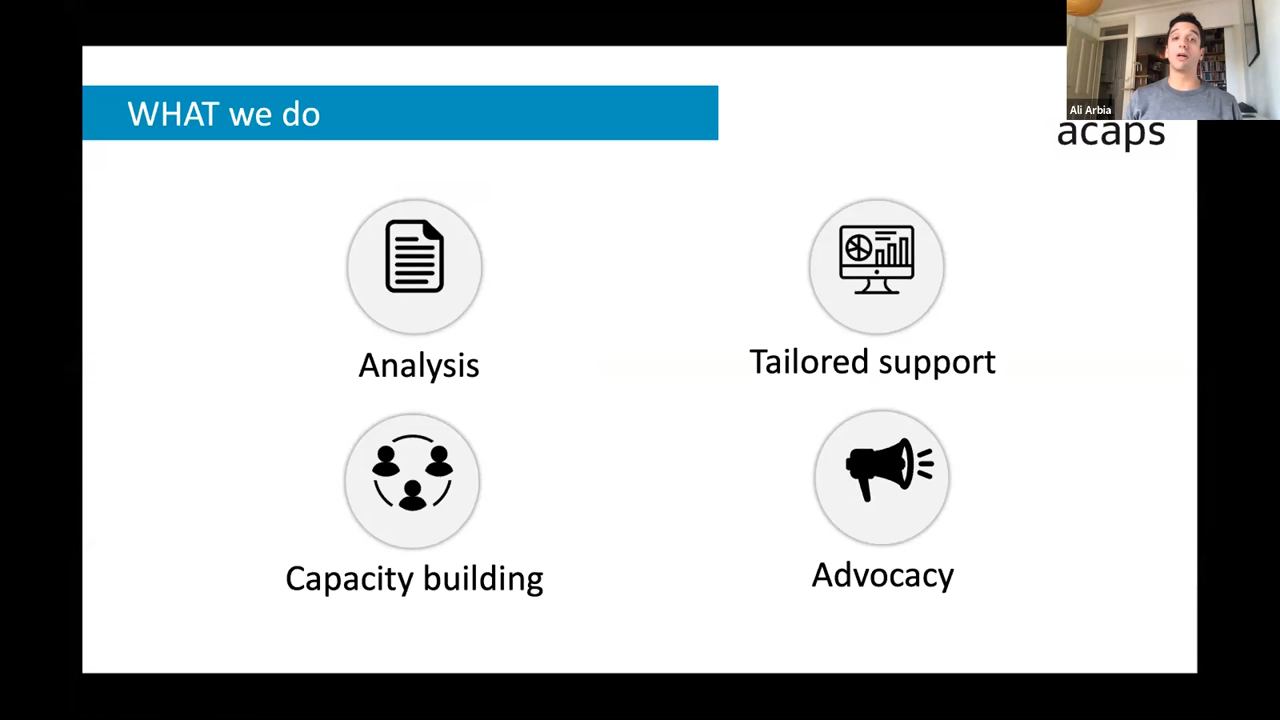 WHAT we do
Ali Arbia
acaps
Analysis
Tailored support
Capacity building
Advocacy